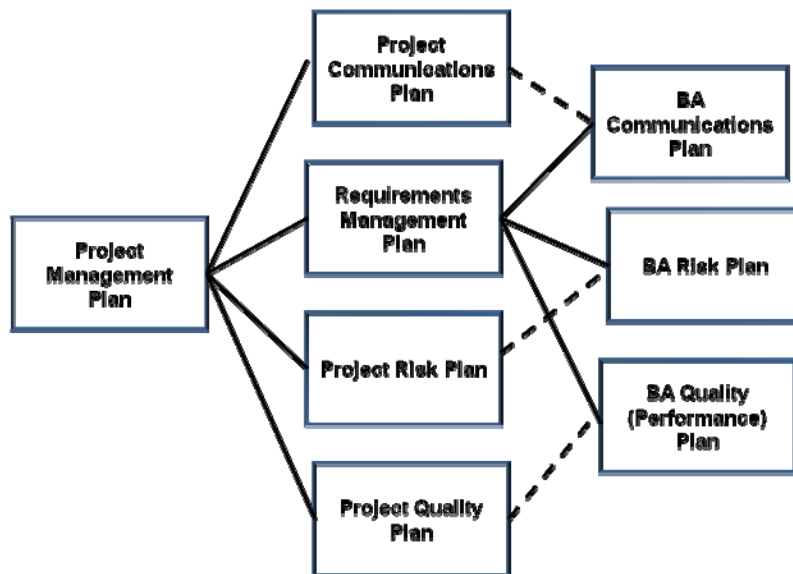 Project
Communications
Plan
BA
Communications
Plan
Requirements
Management
Plan
Project
Management
Plan
BA Risk Plan
Project Risk Plan
BA Quality
(Performance)
Plan
Project Quality
Plan